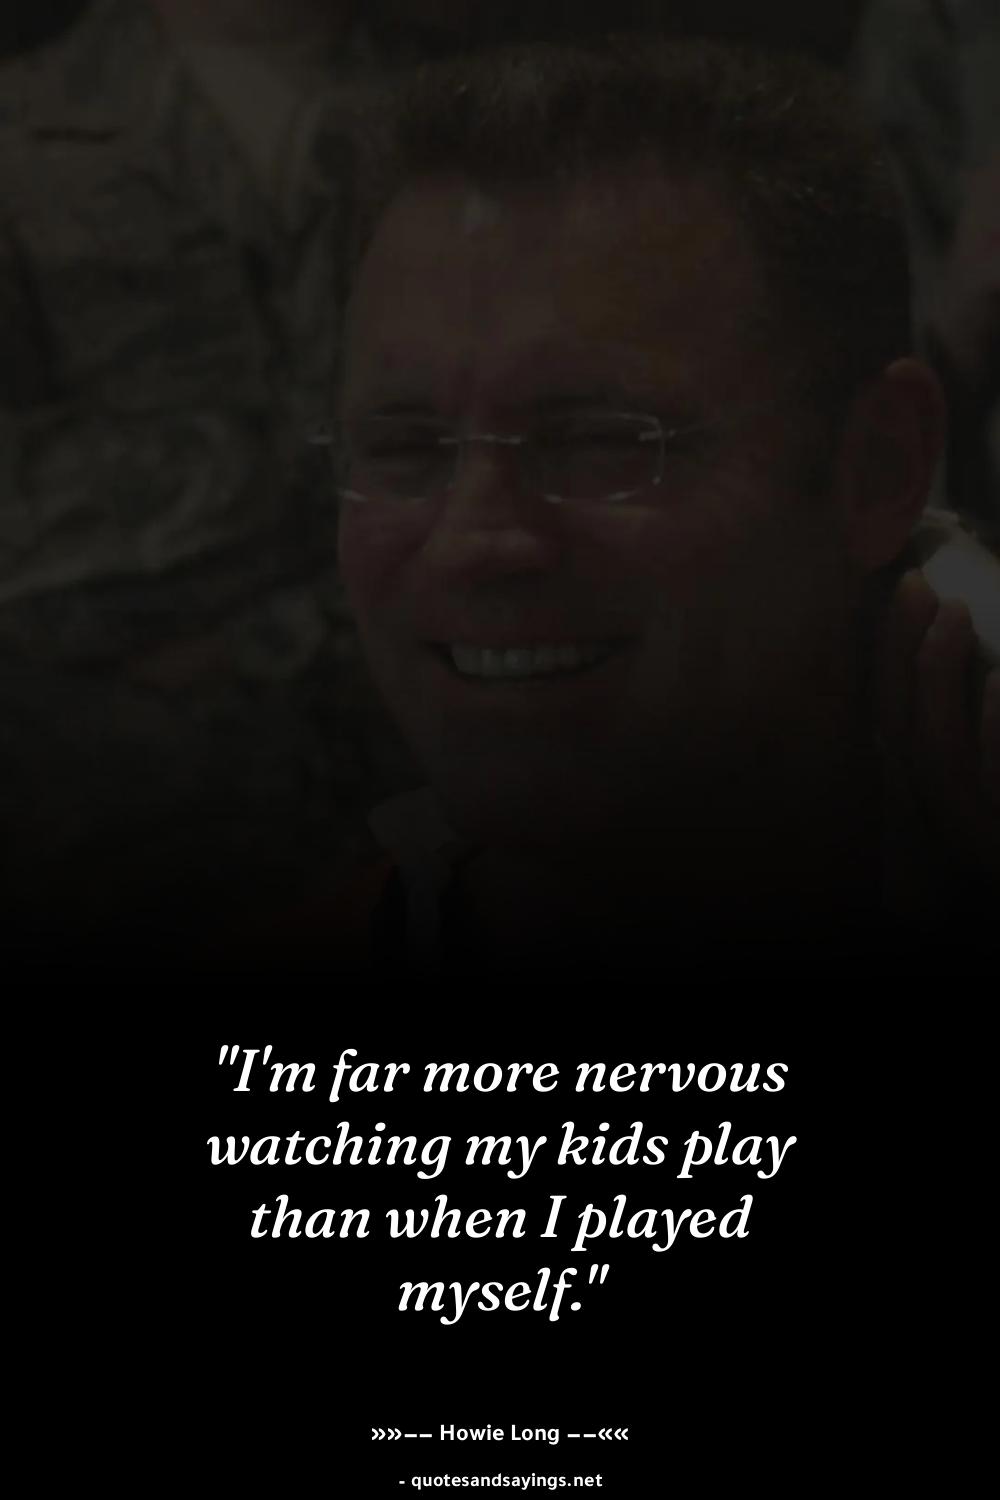 "I'm far more nervous
watching my kids play
than when I played
myself."
»»–– Howie Long ––««
- quotesandsayings.net